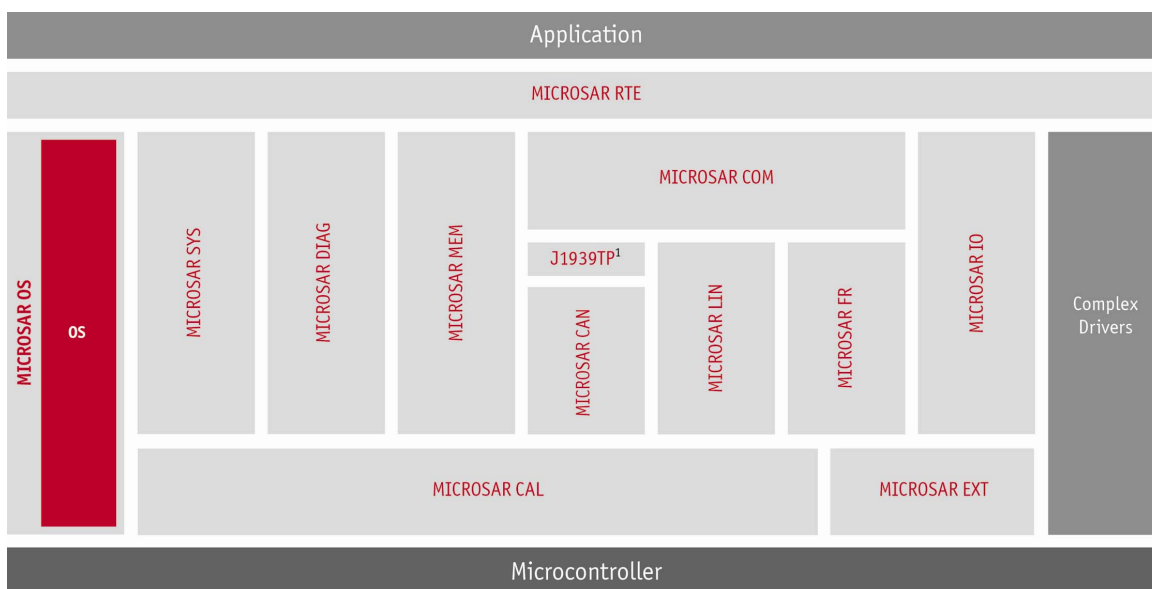 Application
MICROSAR RTE
MICROSAR OS
OS
MICROSAR SYS
MICROSAR DIAG
MICROSAR MEM
MICROSAR COM
J1939TP¹
MICROSAR CAN
MICROSAR LIN
MICROSAR FR
MICROSAR IO
Complex
Drivers
MICROSAR CAL
MICROSAR EXT
Microcontroller